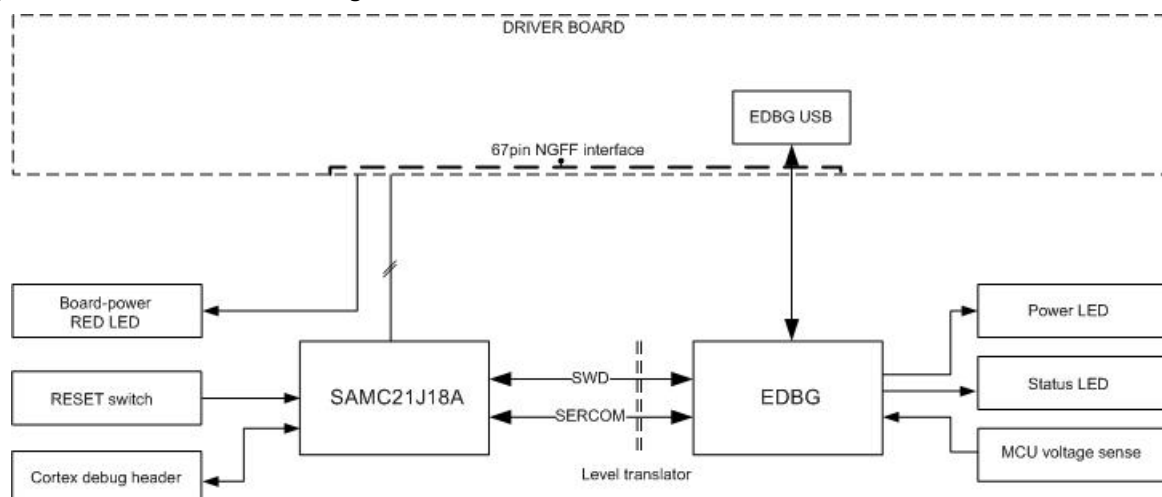 DRIVER BOARD
EDBG USB
67pin NGFF interface
Board-power
RED LED
RESET switch
Cortex debug header
SAMC21J18A
SWD
SERCOM
Level translator
EDBG
Power LED
Status LED
MCU voltage sense